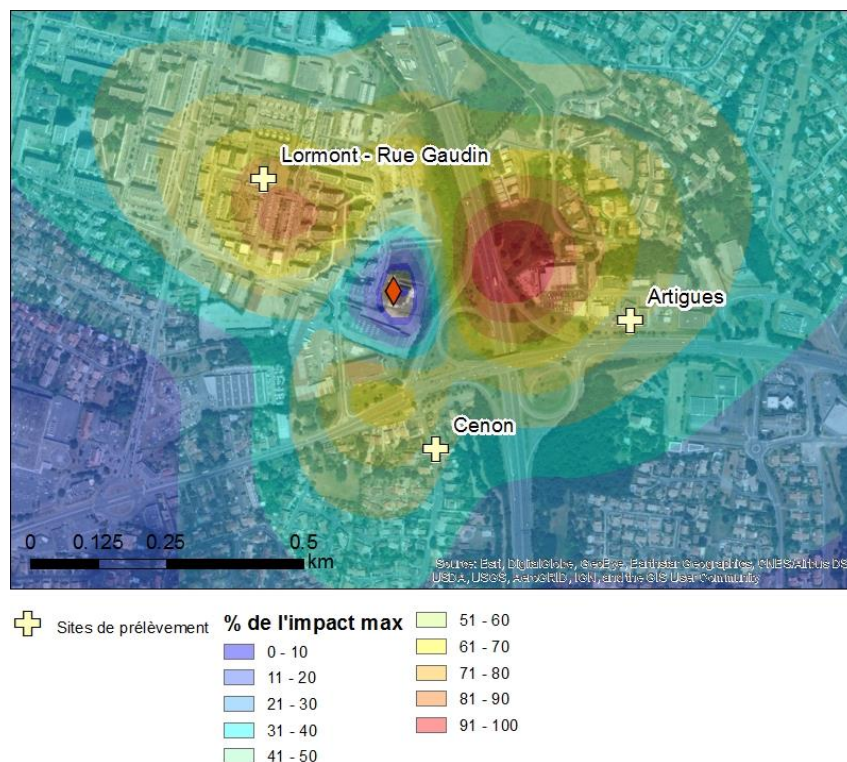 Lormont - Rue Gaudin
Artigues
Cenon
0 0.125 0.25 0.5
km
Source: Esri, DigitalGlobe, GeoEye, Earthstar Geographics, CNES/Airbus DS,
USDA, USGS, AeroGRID, IGN, and the GIS User Community
Sites de prélèvement
% de l'impact max
0 - 10
11 - 20
21 - 30
31 - 40
41 - 50
51 - 60
61 - 70
71 - 80
81 - 90
91 - 100